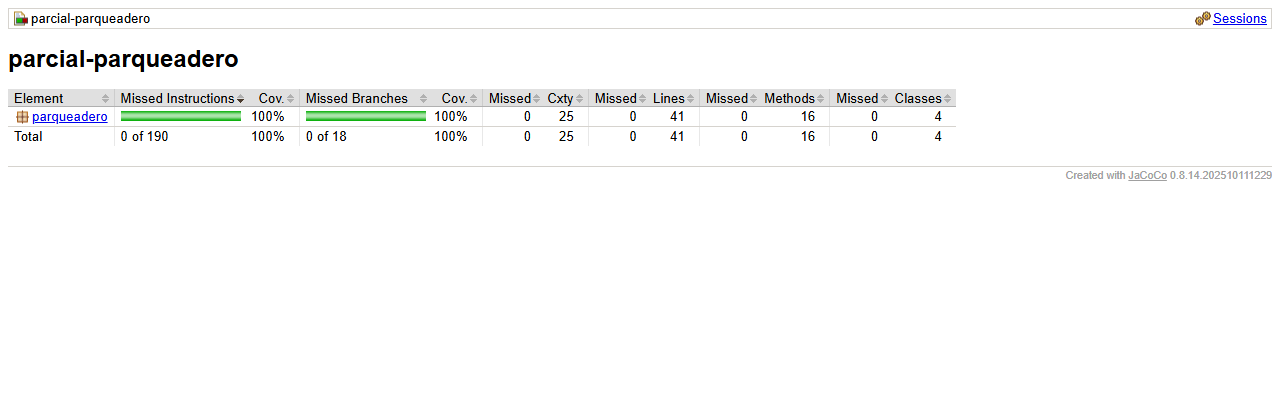 parcial-parqueadero Sessions
parcial-parqueadero
Element Missed Instructions Cov. Missed Branches Cov. Missed Cxty Missed Lines Missed Methods Missed Classes
parqueadero 100% 100% 0 25 0 41 0 16 0 4
Total 0 of 190 100% 0 of 18 100% 0 25 0 41 0 16 0 4
Created with JaCoCo 0.8.14.202510111229